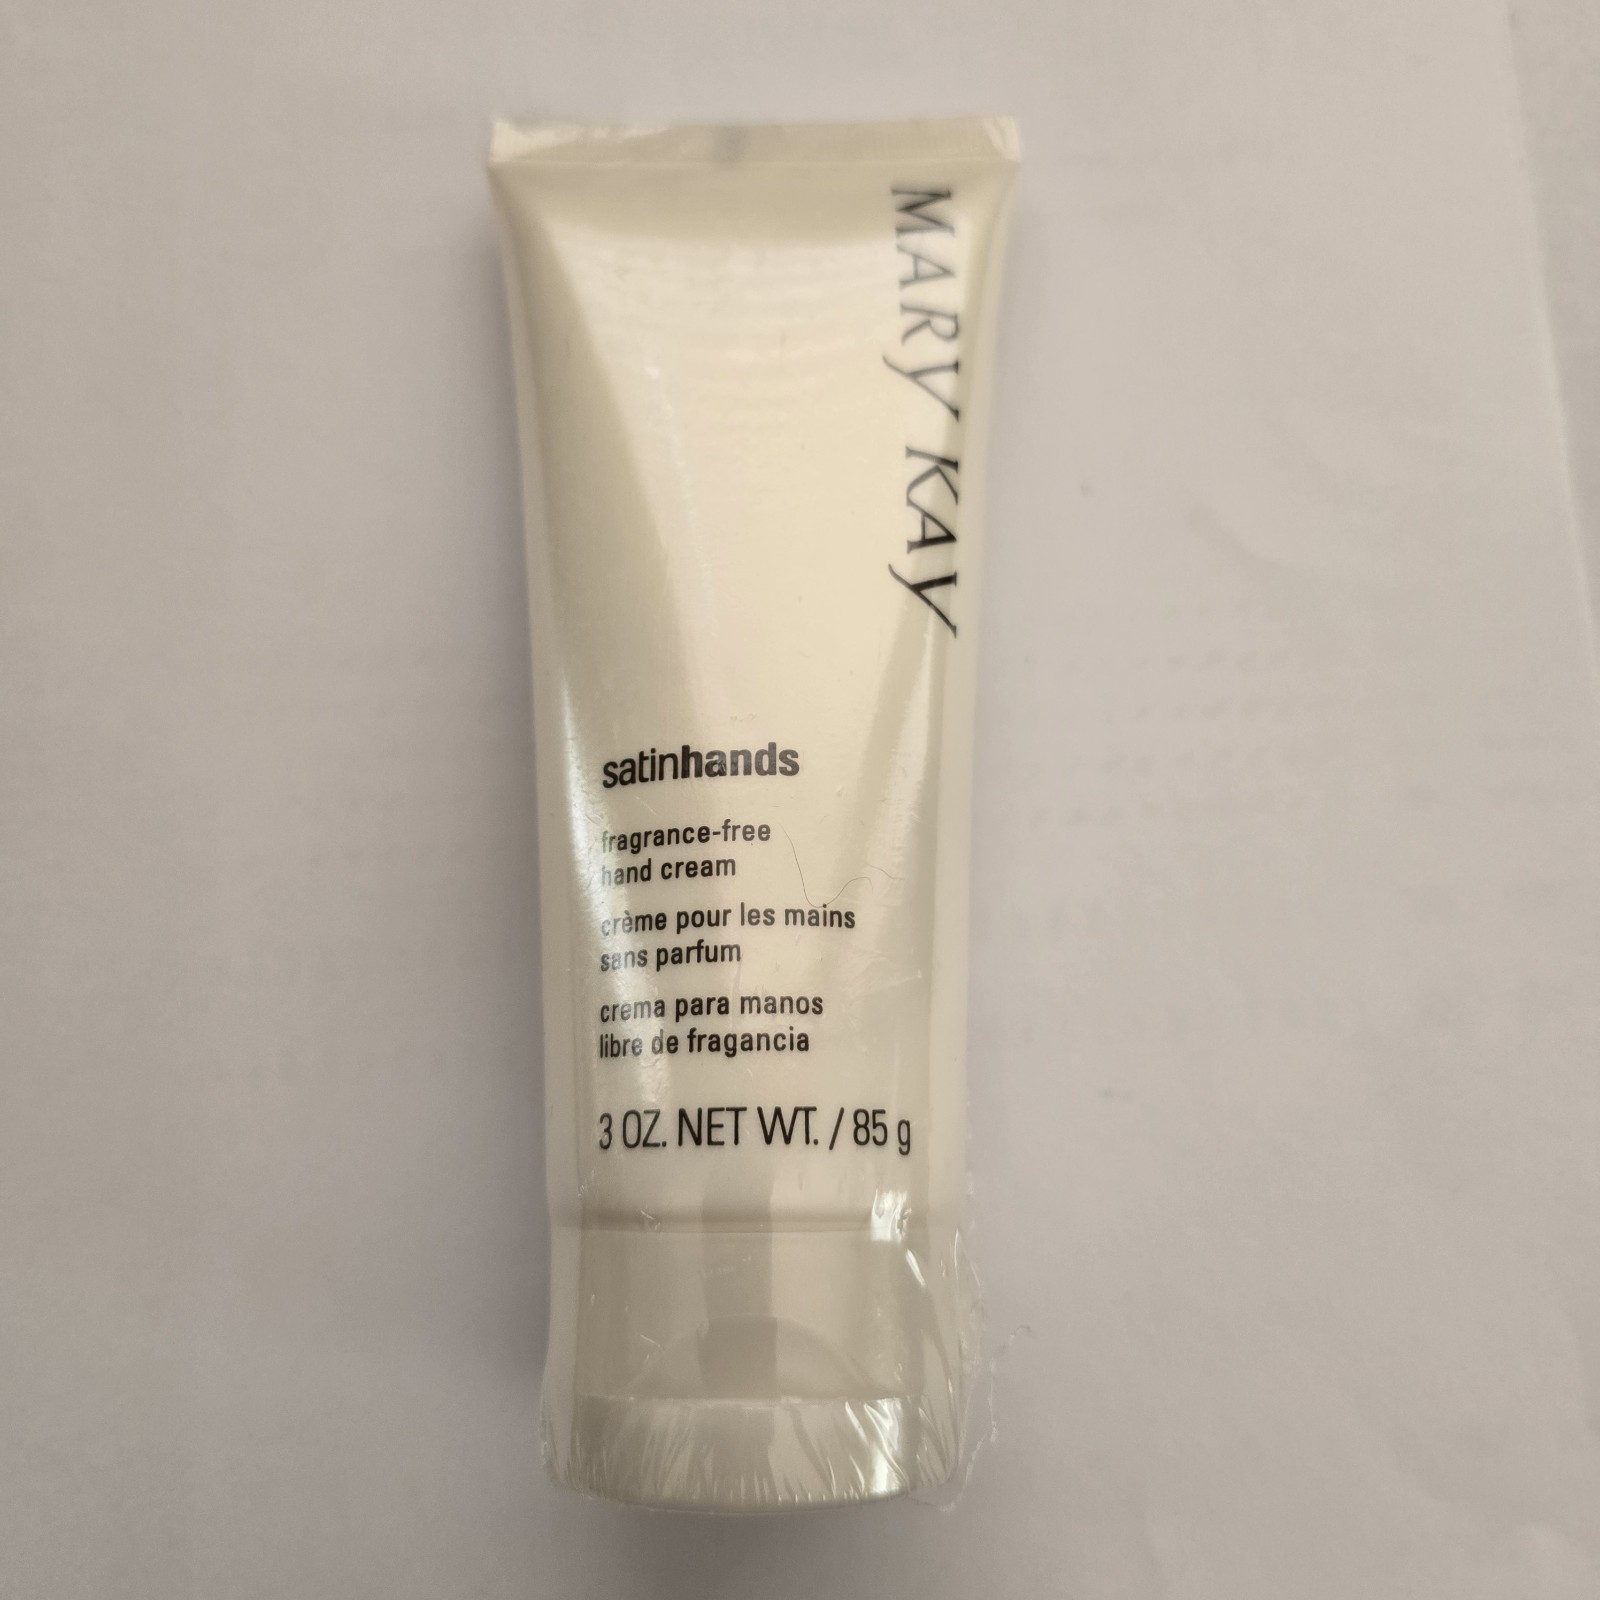 MARY KAY
satinhands
fragrance-free
hand cream
crème pour les mains
sans parfum
crema para manos
libre de fragancia
3 OZ. NET WT. / 85 g